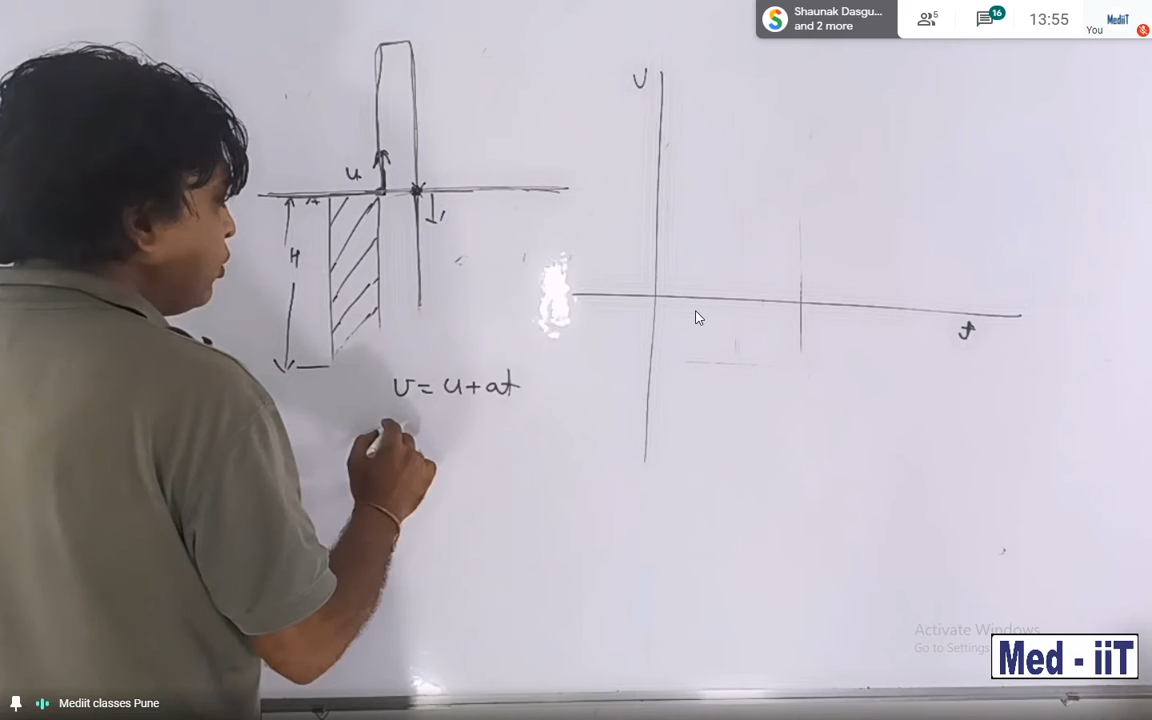 Shaunak Dasgu...
and 2 more
5
16
13:55
MediiT
You
V
u
H
t
v = u + at
Activate Windows
Go to Settings
Med - iiT
Mediit classes Pune